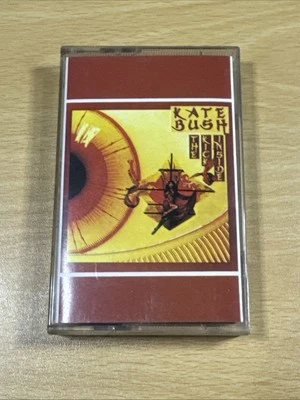 KATE
BUSH
THE
KICK
INSIDE